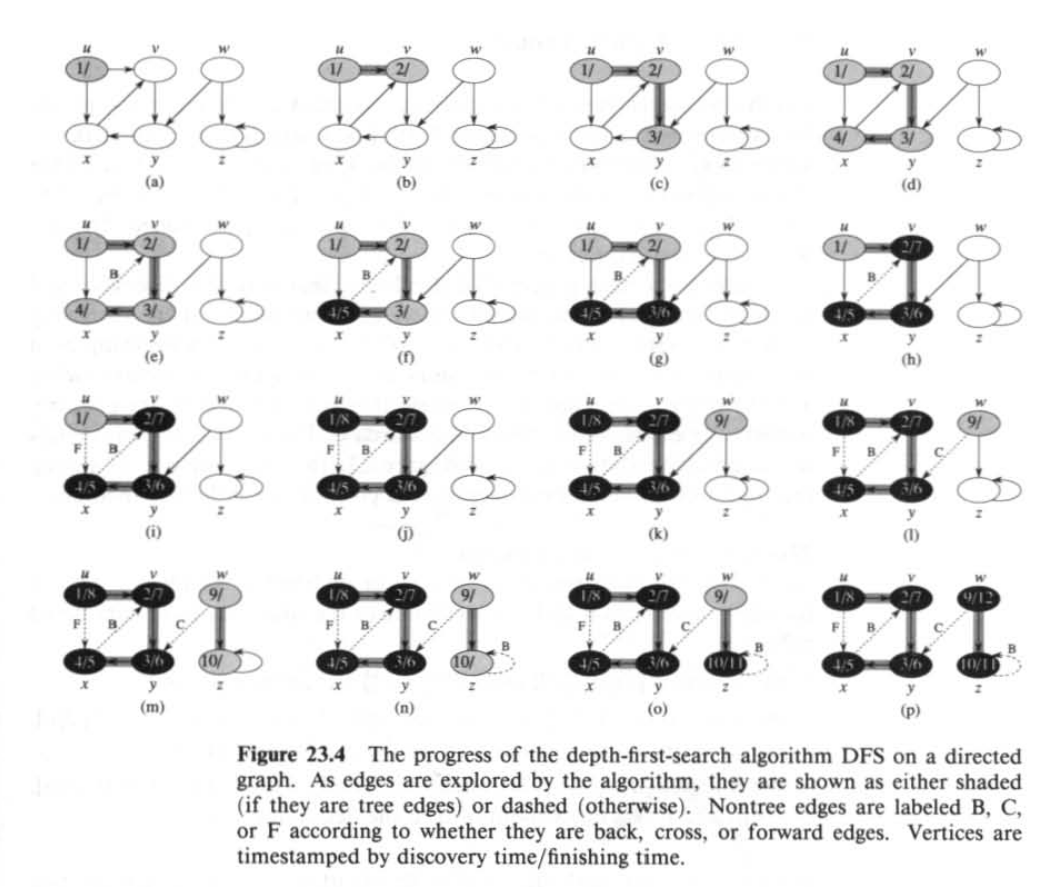 u v w u v w u v w u v w
1/ 1/ 2/ 1/ 2/ 1/ 2/
3/ 4/ 3/
x y z x y z x y z x y z
(a) (b) (c) (d)
u v w u v w u v w u v w
1/ 2/ 1/ 2/ 1/ 2/ 1/ 2/7
B B B B
4/ 3/ 4/5 3/ 4/5 3/6 4/5 3/6
x y z x y z x y z x y z
(e) (f) (g) (h)
u v w u v w u v w u v w
1/ 2/7 1/8 2/7 1/8 2/7 9/ 1/8 2/7 9/
F B F B F B F B C
4/5 3/6 4/5 3/6 4/5 3/6 4/5 3/6
x y z x y z x y z x y z
(i) (j) (k) (l)
u v w u v w u v w u v w
1/8 2/7 9/ 1/8 2/7 9/ 1/8 2/7 9/ 1/8 2/7 9/12
F B C F B C B F B C B F B C B
4/5 3/6 10/ 4/5 3/6 10/ 4/5 3/6 10/11 4/5 3/6 10/11
x y z x y z x y z x y z
(m) (n) (o) (p)
Figure 23.4 The progress of the depth-first-search algorithm DFS on a directed
graph. As edges are explored by the algorithm, they are shown as either shaded
(if they are tree edges) or dashed (otherwise). Nontree edges are labeled B, C,
or F according to whether they are back, cross, or forward edges. Vertices are
timestamped by discovery time/finishing time.